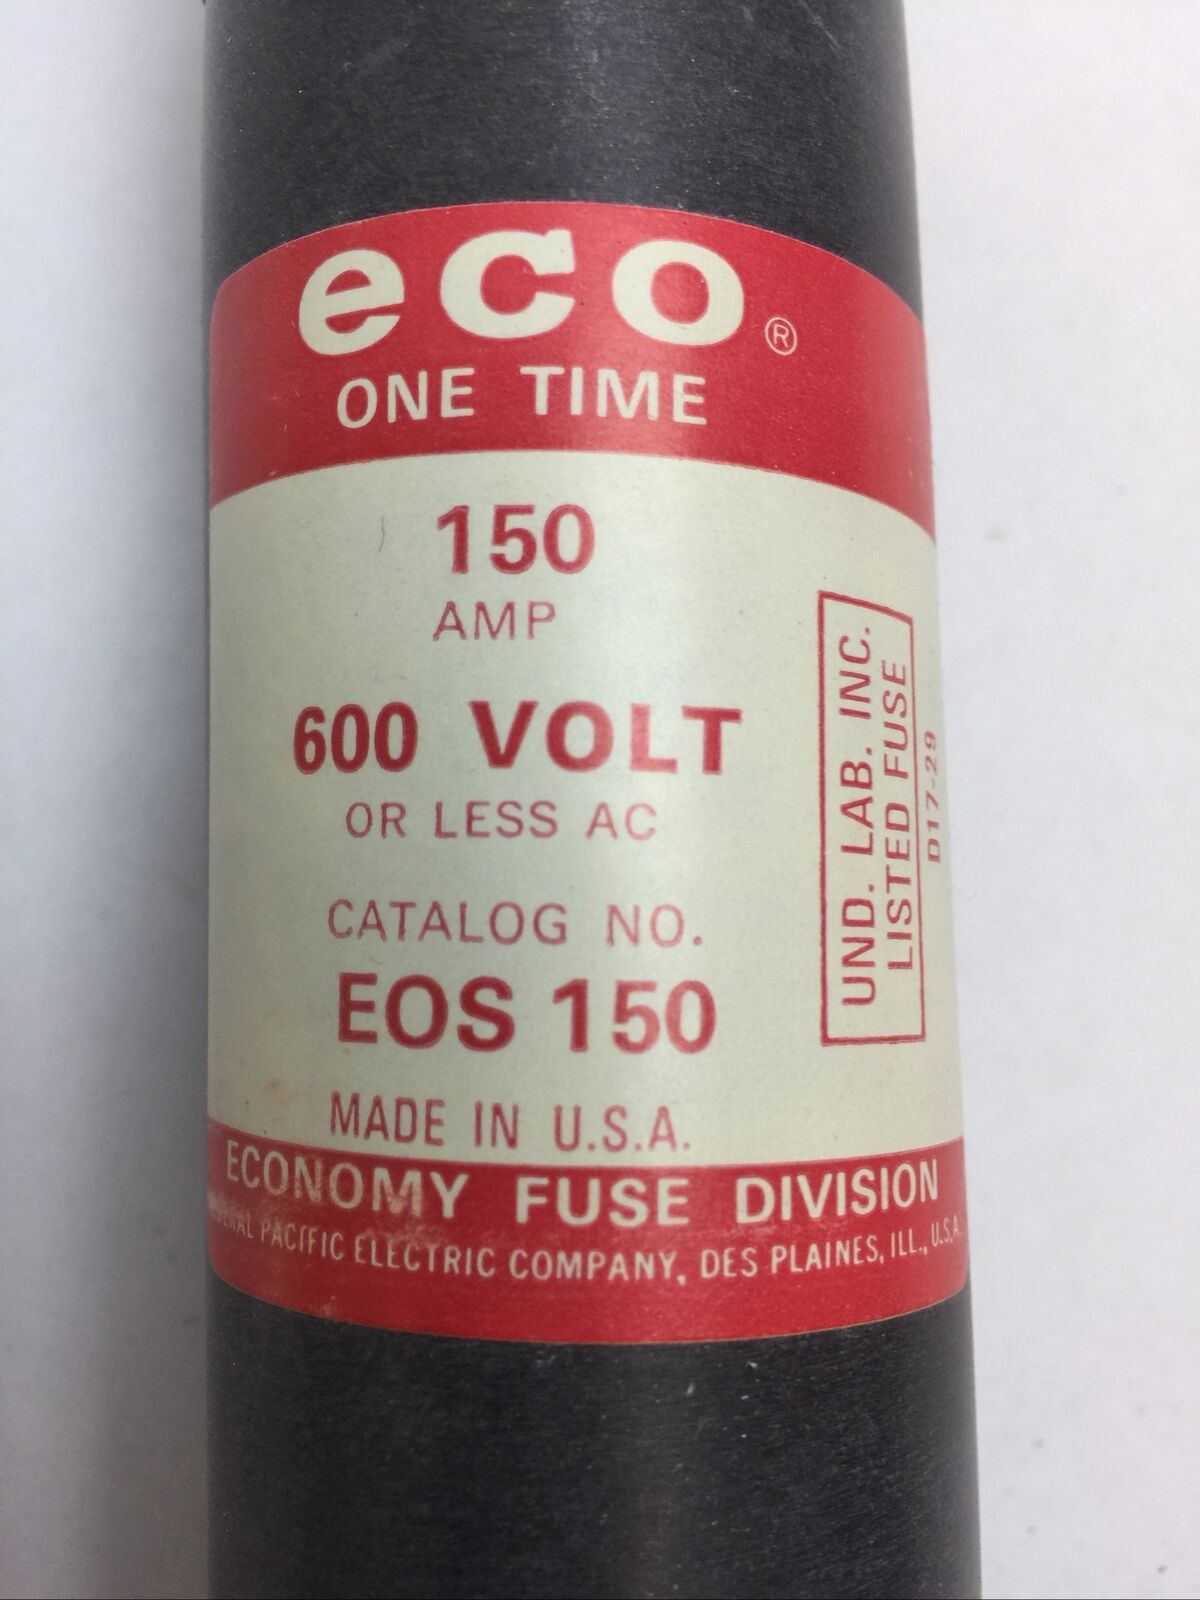 eco®
ONE TIME
150
AMP
600 VOLT
OR LESS AC
CATALOG NO.
EOS 150
MADE IN U.S.A.
ECONOMY FUSE DIVISION
PACIFIC ELECTRIC COMPANY, DES PLAINES, ILL., U.S.A.
UND. LAB. INC.
LISTED FUSE
D17-29